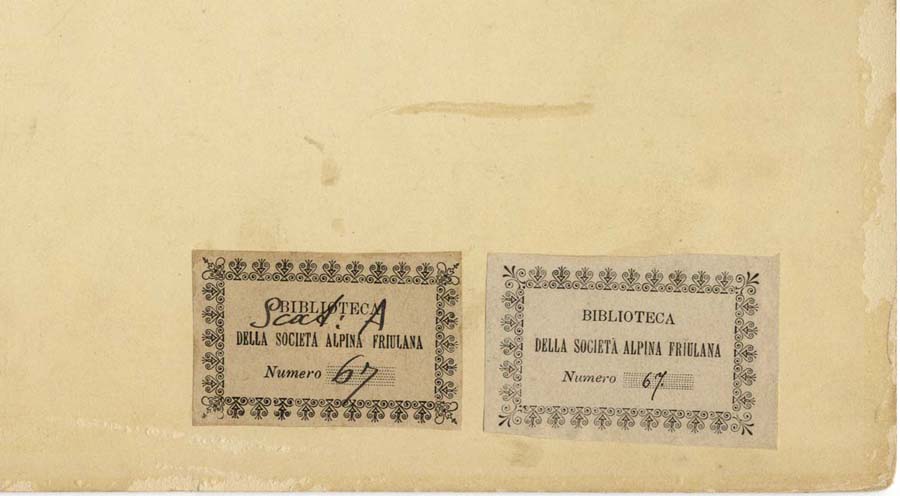 BIBLIOTECA
Scat: A
DELLA SOCIETÀ ALPINA FRIULANA
Numero 67
BIBLIOTECA
DELLA SOCIETÀ ALPINA FRIULANA
Numero 67.